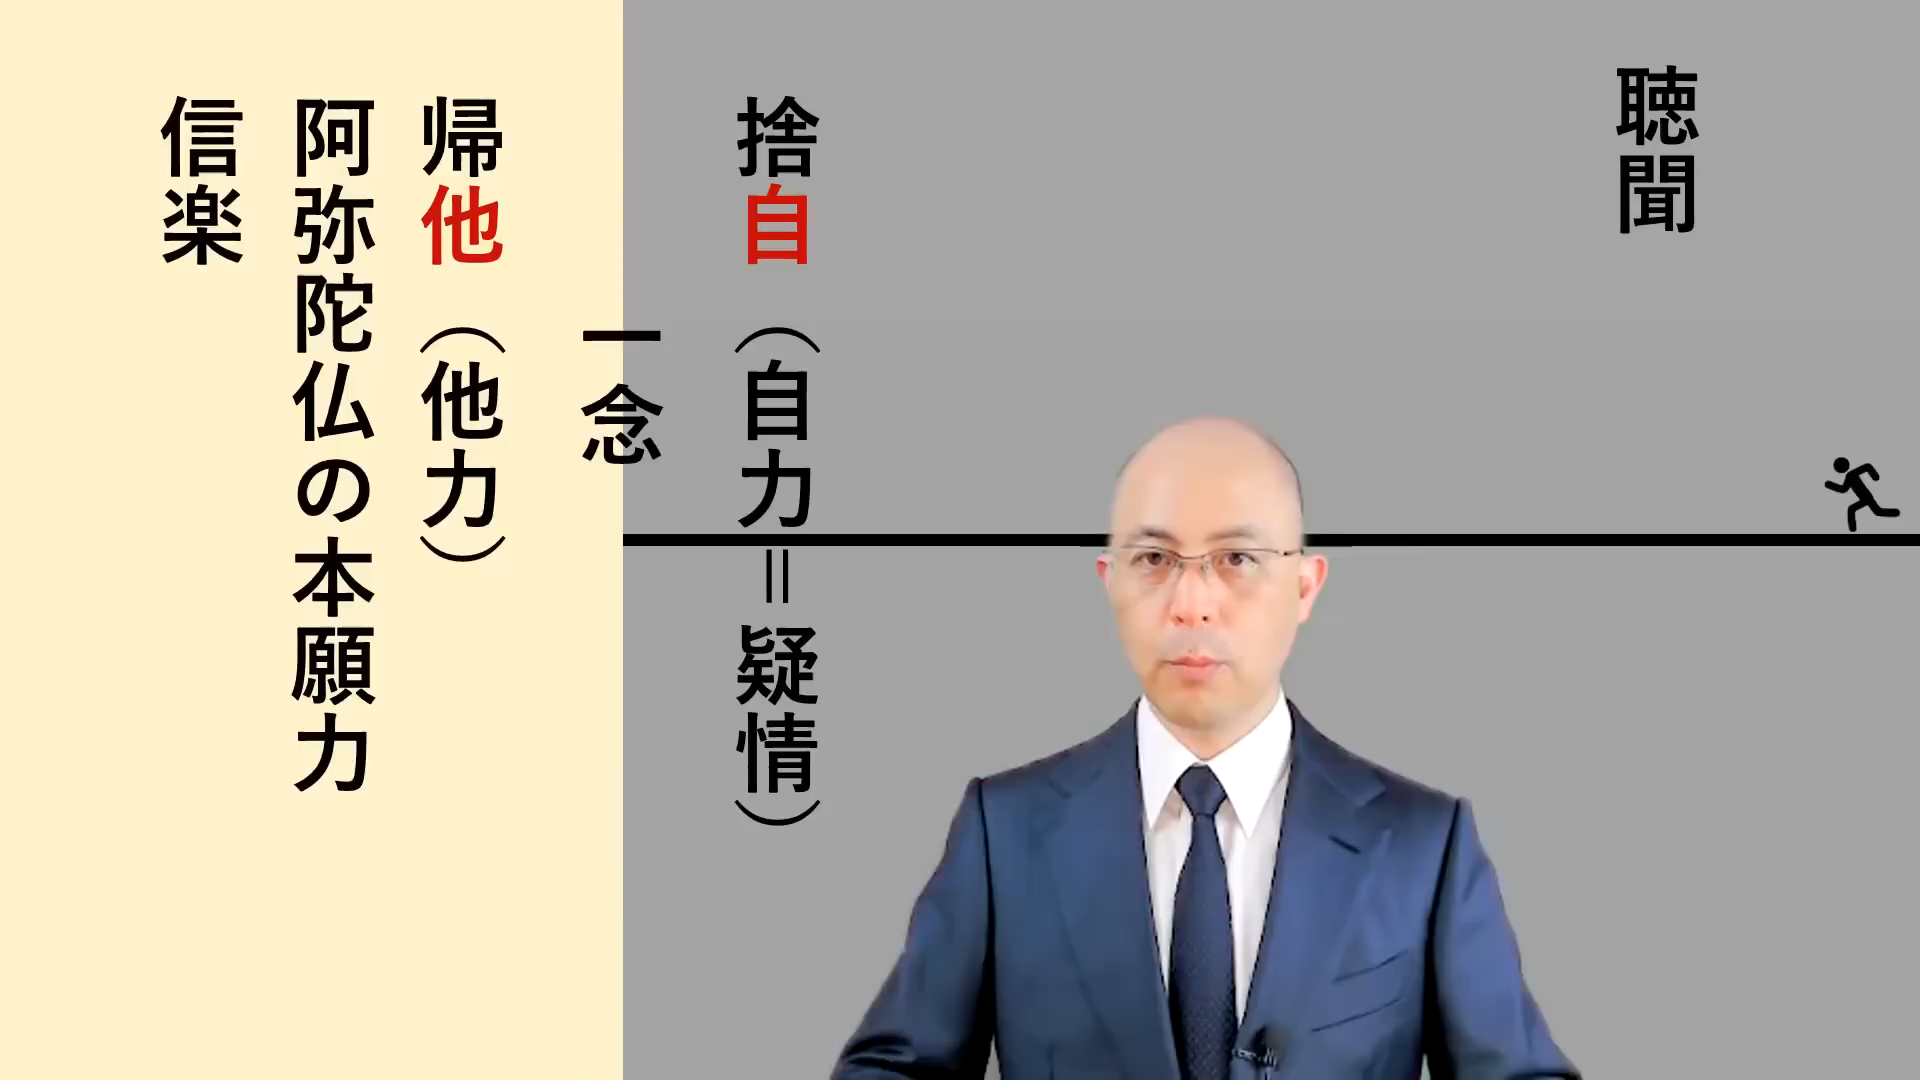 聴聞
捨自（自力＝疑情）
一念
帰他（他力）
阿弥陀仏の本願力
信楽